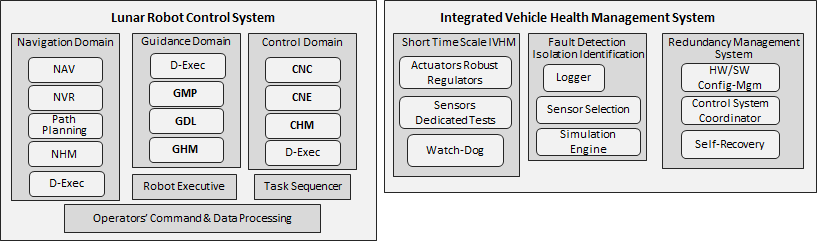 Lunar Robot Control System
Navigation Domain
NAV
NVR
Path
Planning
NHM
D-Exec
Guidance Domain
D-Exec
GMP
GDL
GHM
Control Domain
CNC
CNE
CHM
D-Exec
Robot Executive
Task Sequencer
Operators' Command & Data Processing
Integrated Vehicle Health Management System
Short Time Scale IVHM
Actuators Robust
Regulators
Sensors
Dedicated Tests
Watch-Dog
Fault Detection
Isolation Identification
Logger
Sensor Selection
Simulation
Engine
Redundancy Management
System
HW/SW
Config-Mgm
Control System
Coordinator
Self-Recovery